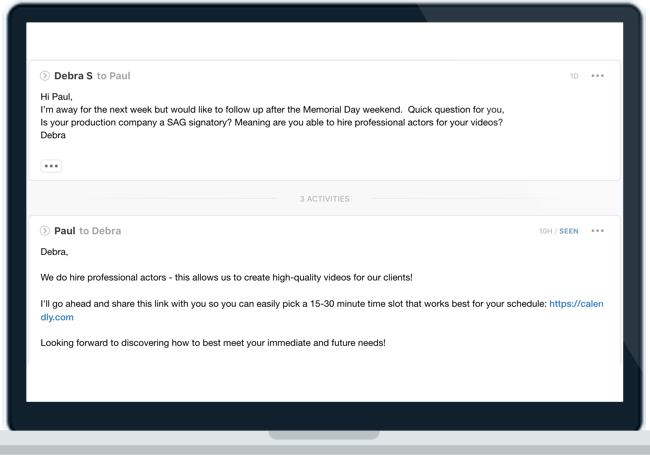 Debra S to Paul 1D
Hi Paul,
I'm away for the next week but would like to follow up after the Memorial Day weekend.  Quick question for you,
Is your production company a SAG signatory? Meaning are you able to hire professional actors for your videos?
Debra
3 ACTIVITIES
Paul to Debra 10H / SEEN
Debra,
We do hire professional actors - this allows us to create high-quality videos for our clients!
I'll go ahead and share this link with you so you can easily pick a 15-30 minute time slot that works best for your schedule: https://calen
dly.com
Looking forward to discovering how to best meet your immediate and future needs!